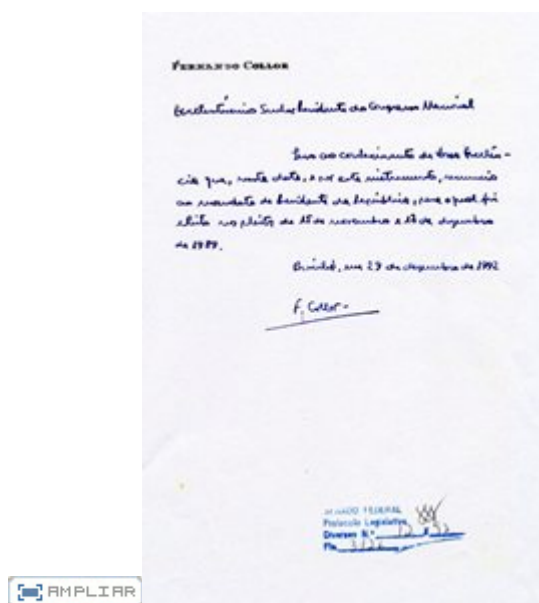 FERNANDO COLLOR
Excelentíssimo Senhor Presidente do Congresso Nacional
Levo ao conhecimento de Vossa Excelên-
cia que, nesta data, e por este instrumento, renuncio
ao mandato de Presidente da República, para o qual fui
eleito nos pleitos de 15 de novembro e 17 de dezembro
de 1989.
Brasília, em 29 de dezembro de 1992
F. Collor
SENADO FEDERAL
Protocolo Legislativo
Diversos N.º
Fls.
AMPLIAR